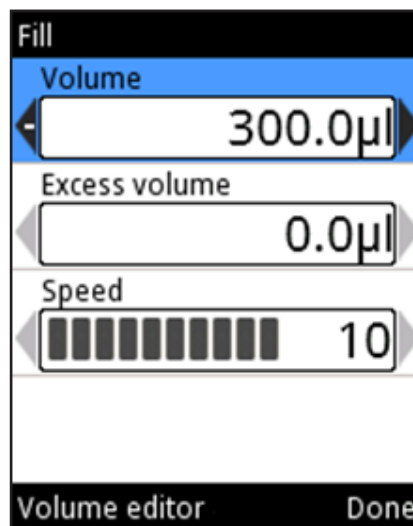 Fill
Volume
- 300.0µl
Excess volume
0.0µl
Speed
10
Volume editor Done